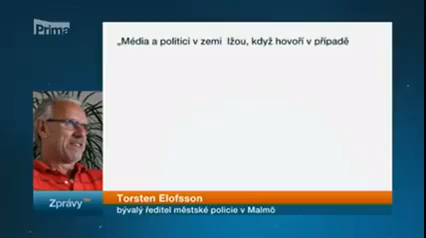 Prima
„Média a politici v zemi lžou, když hovoří v případě
Torsten Elofsson
Zprávy
bývalý ředitel městské policie v Malmö